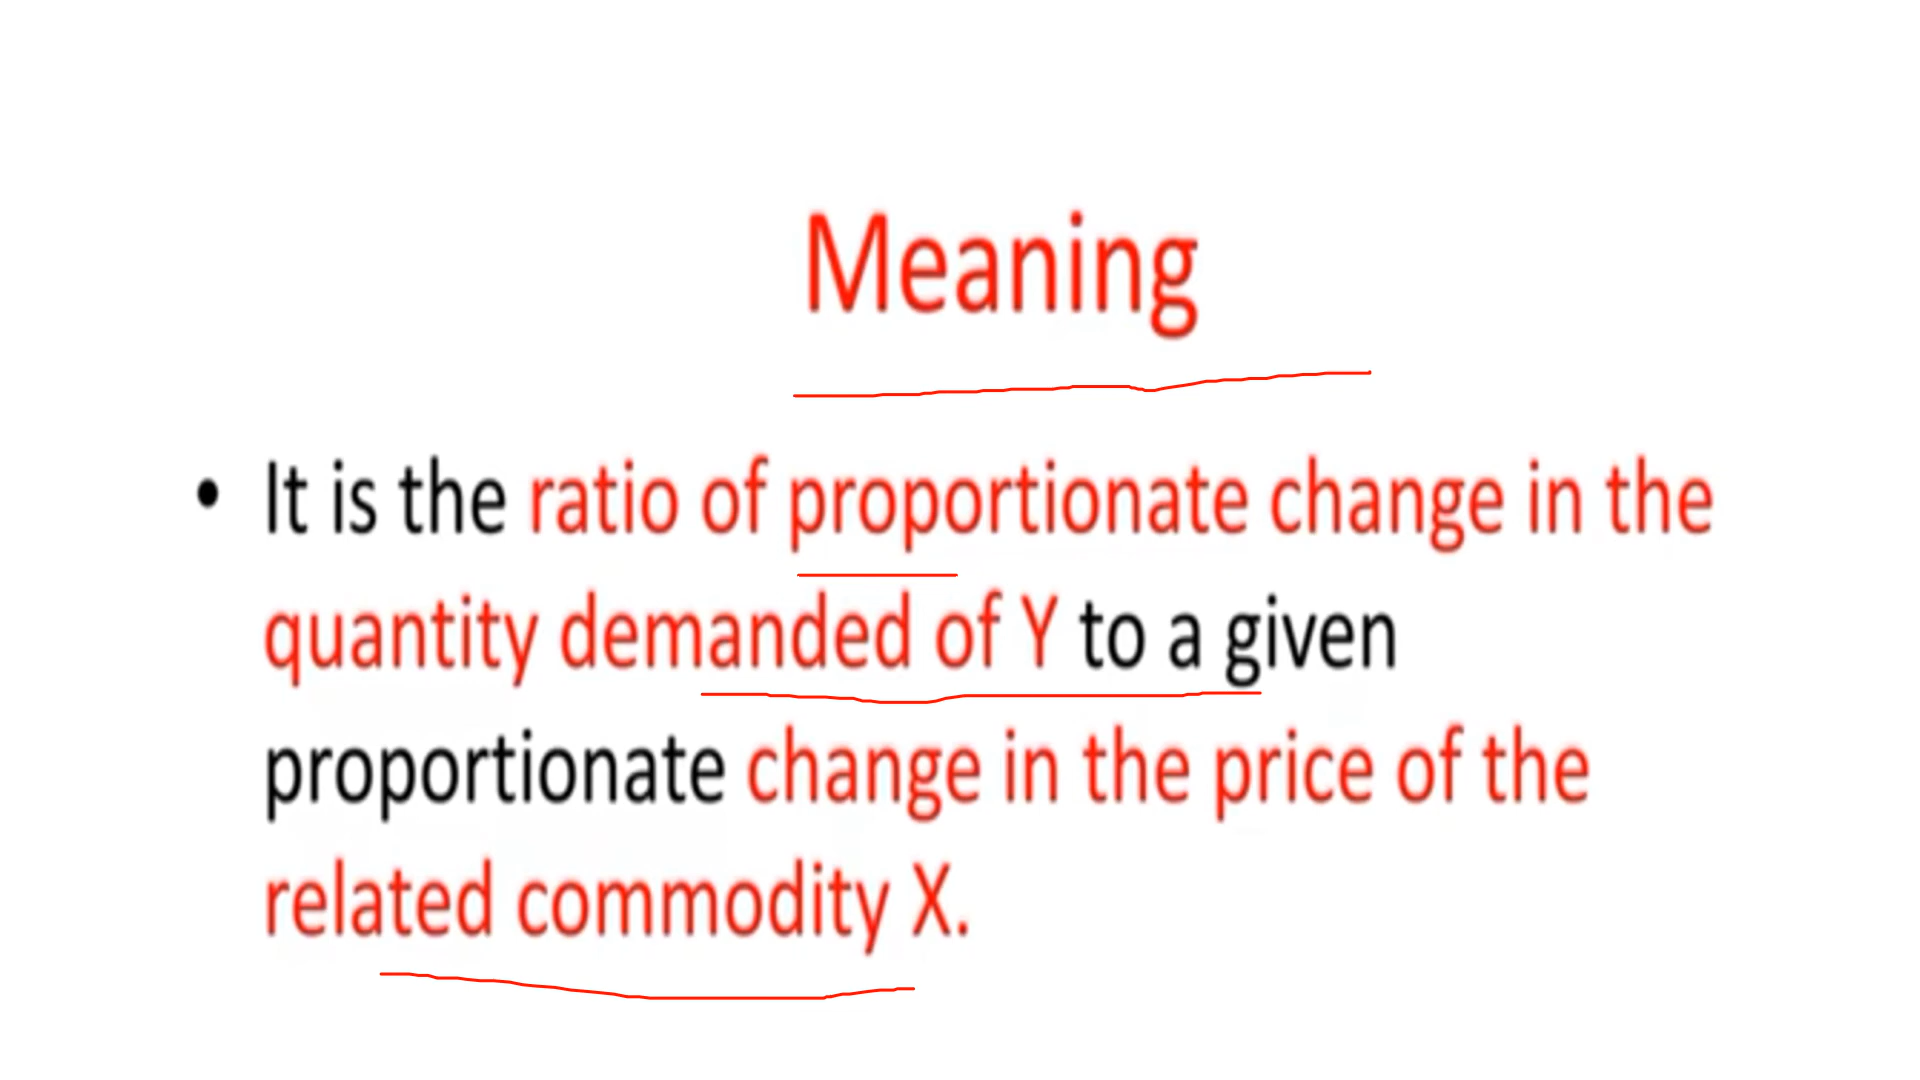 Meaning
• It is the ratio of proportionate change in the
quantity demanded of Y to a given
proportionate change in the price of the
related commodity X.